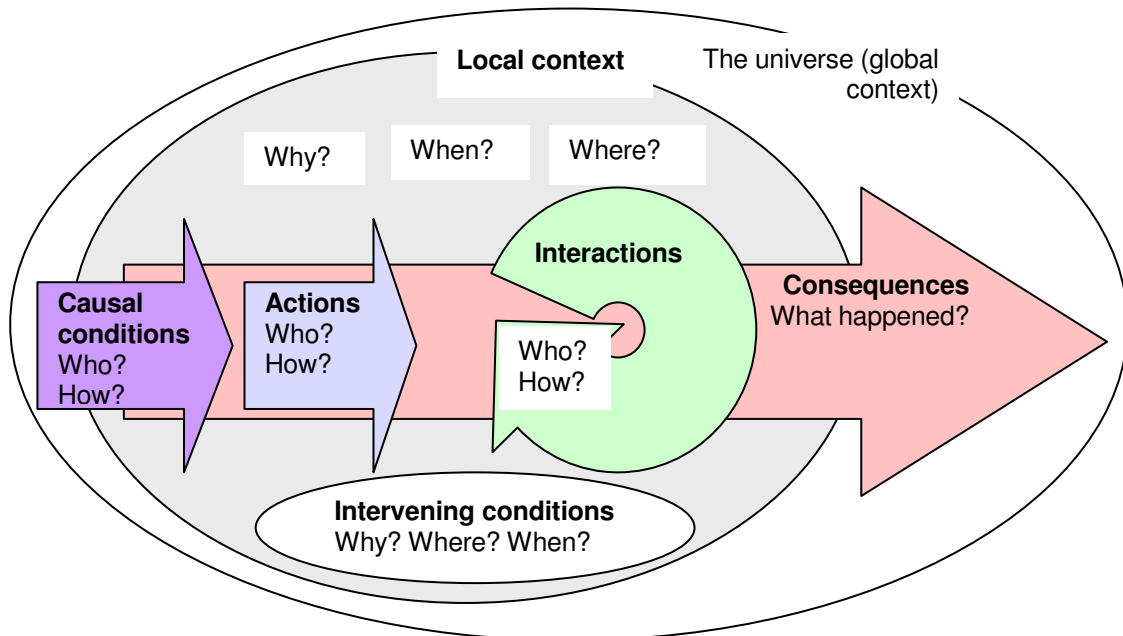 Local context
The universe (global
context)
Why?
When?
Where?
Interactions
Causal
conditions
Who?
How?
Actions
Who?
How?
Who?
How?
Consequences
What happened?
Intervening conditions
Why? Where? When?